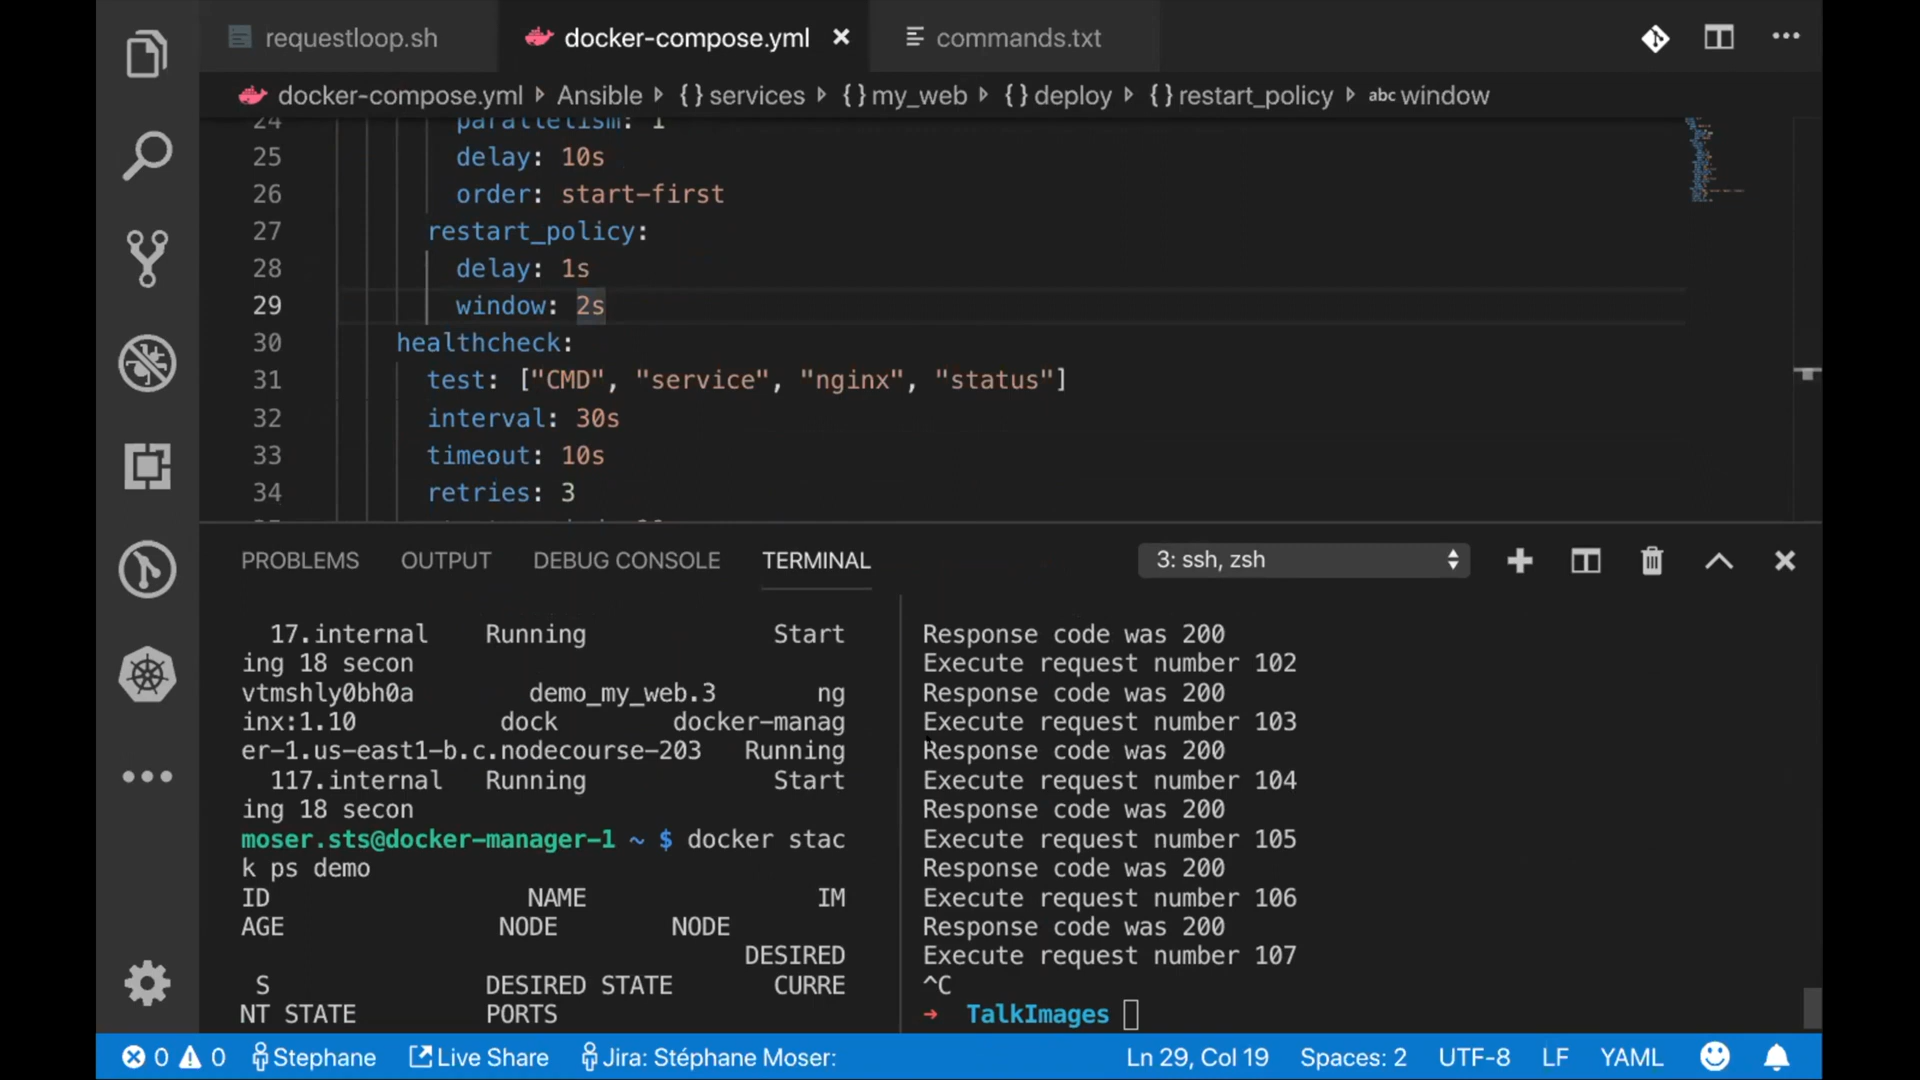 requestloop.sh
docker-compose.yml
commands.txt
docker-compose.yml Ansible {} services {} my_web {} deploy {} restart_policy abc window
24 parallelism: 1
25 delay: 10s
26 order: start-first
27 restart_policy:
28 delay: 1s
29 window: 2s
30 healthcheck:
31 test: ["CMD", "service", "nginx", "status"]
32 interval: 30s
33 timeout: 10s
34 retries: 3
PROBLEMS OUTPUT DEBUG CONSOLE TERMINAL 3: ssh, zsh
17.internal Running Start
ing 18 secon
vtmshly0bh0a demo_my_web.3 ng
inx:1.10 dock docker-manag
er-1.us-east1-b.c.nodecourse-203 Running
117.internal Running Start
ing 18 secon
moser.sts@docker-manager-1 ~ $ docker stac
k ps demo
ID NAME IM
AGE NODE NODE
DESIRED
S DESIRED STATE CURRE
NT STATE PORTS
Response code was 200
Execute request number 102
Response code was 200
Execute request number 103
Response code was 200
Execute request number 104
Response code was 200
Execute request number 105
Response code was 200
Execute request number 106
Response code was 200
Execute request number 107
^C
→ TalkImages
0 0 Stephane Live Share Jira: Stéphane Moser: Ln 29, Col 19 Spaces: 2 UTF-8 LF YAML